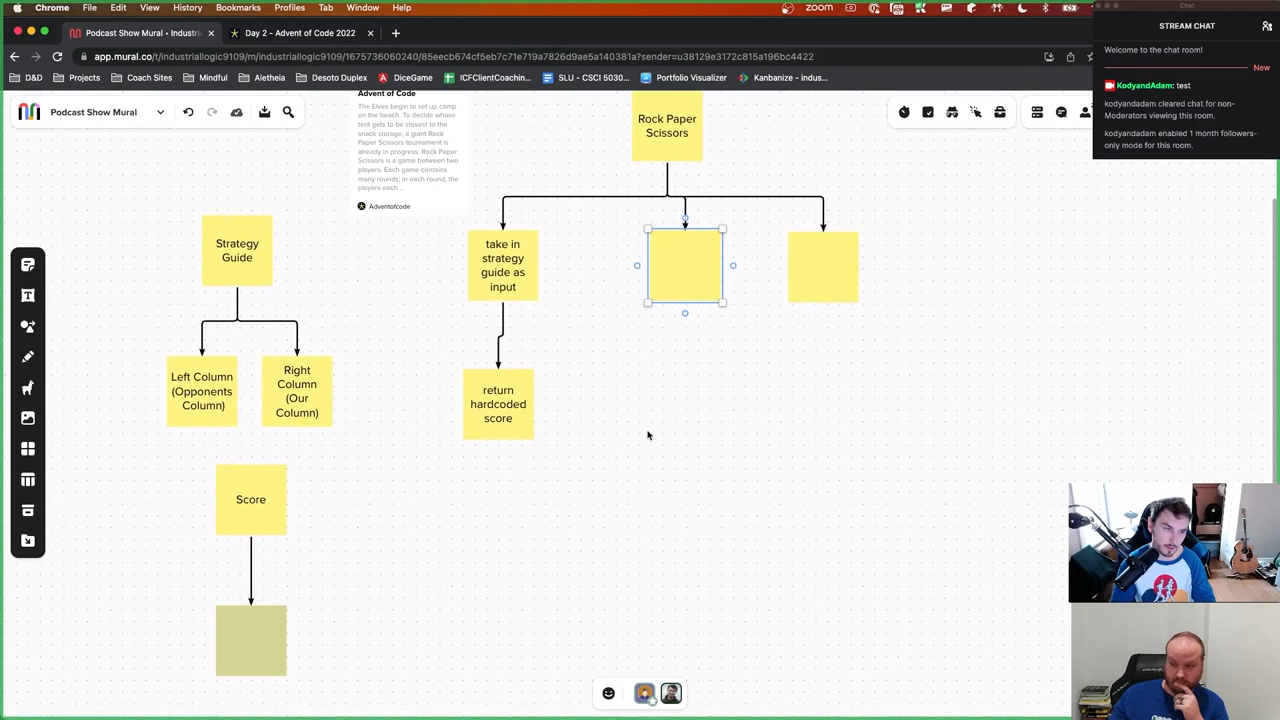 Chrome File Edit View History Bookmarks Profiles Tab Window Help
zoom
Chat
Podcast Show Mural • Industria
Day 2 - Advent of Code 2022
app.mural.co/t/industriallogic9109/m/industriallogic9109/1675736060240/85eecb674cf5eb7c71e719a7826d9ae5a140381a?sender=u38129e3172c815a196bc4422
D&D
Projects
Coach Sites
Mindful
Aletheia
Desoto Duplex
DiceGame
ICFClientCoachin...
SLU - CSCI 5030...
Portfolio Visualizer
Kanbanize - indus...
STREAM CHAT
Welcome to the chat room!
New
KodyandAdam: test
kodyandadam cleared chat for non-
Moderators viewing this room.
kodyandadam enabled 1 month followers-
only mode for this room.
Podcast Show Mural
Advent of Code
The Elves begin to set up camp
on the beach. To decide whose
tent gets to be closest to the
snack storage, a giant Rock
Paper Scissors tournament is
already in progress. Rock Paper
Scissors is a game between two
players. Each game contains
many rounds; in each round, the
players each ...
Adventofcode
Rock Paper
Scissors
Strategy
Guide
take in
strategy
guide as
input
Left Column
(Opponents
Column)
Right
Column
(Our
Column)
return
hardcoded
score
Score